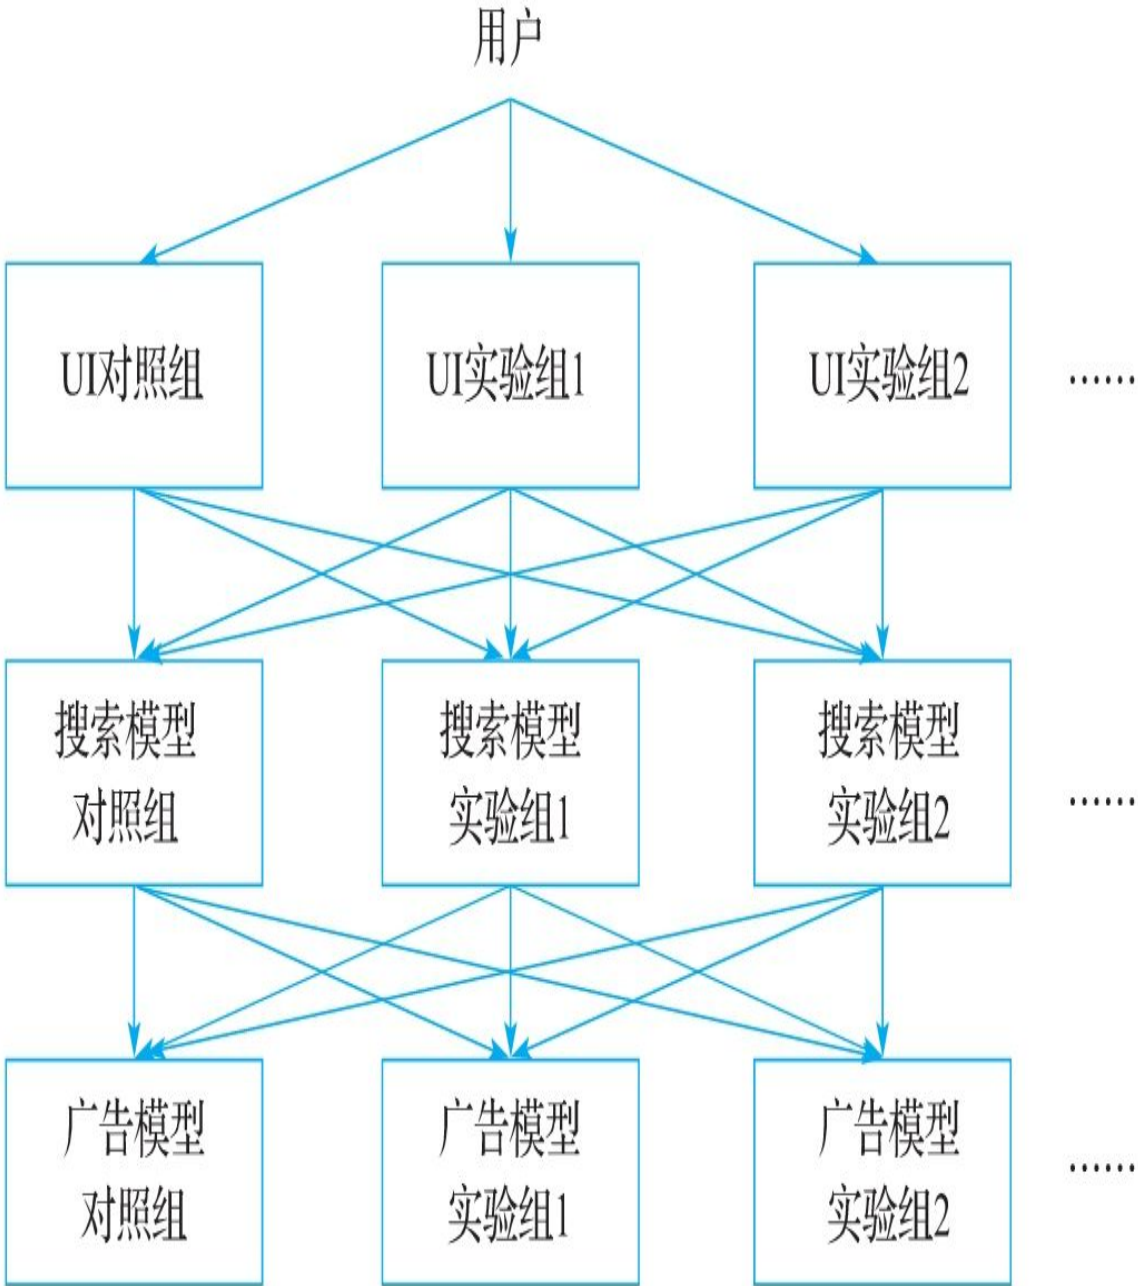 用户
UI对照组
UI实验组1
UI实验组2
……
搜索模型
对照组
搜索模型
实验组1
搜索模型
实验组2
……
广告模型
对照组
广告模型
实验组1
广告模型
实验组2
……